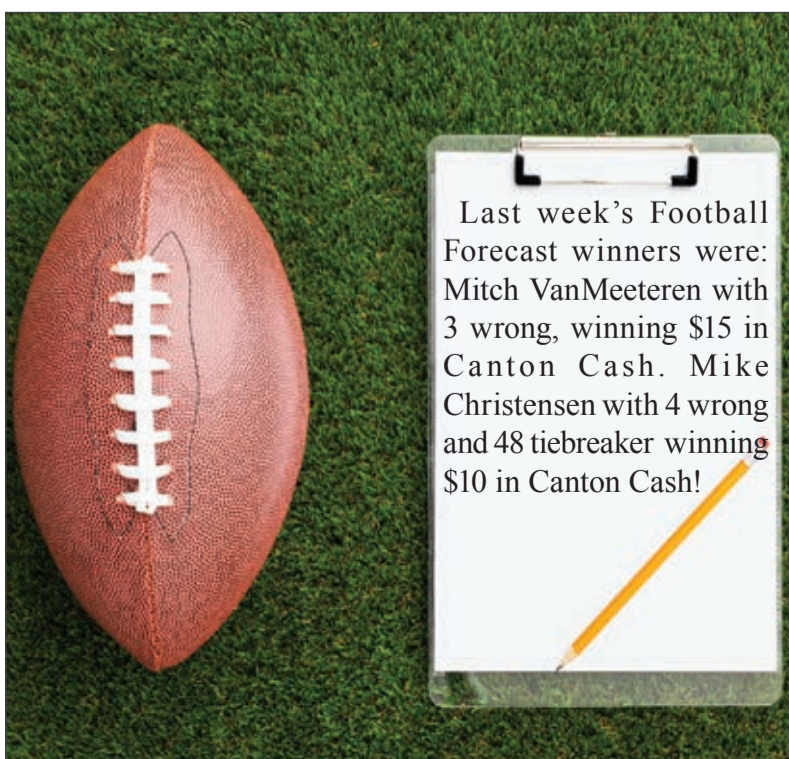 Last week’s Football
Forecast winners were:
Mitch VanMeeteren with
3 wrong, winning $15 in
Canton Cash. Mike
Christensen with 4 wrong
and 48 tiebreaker winning
$10 in Canton Cash!